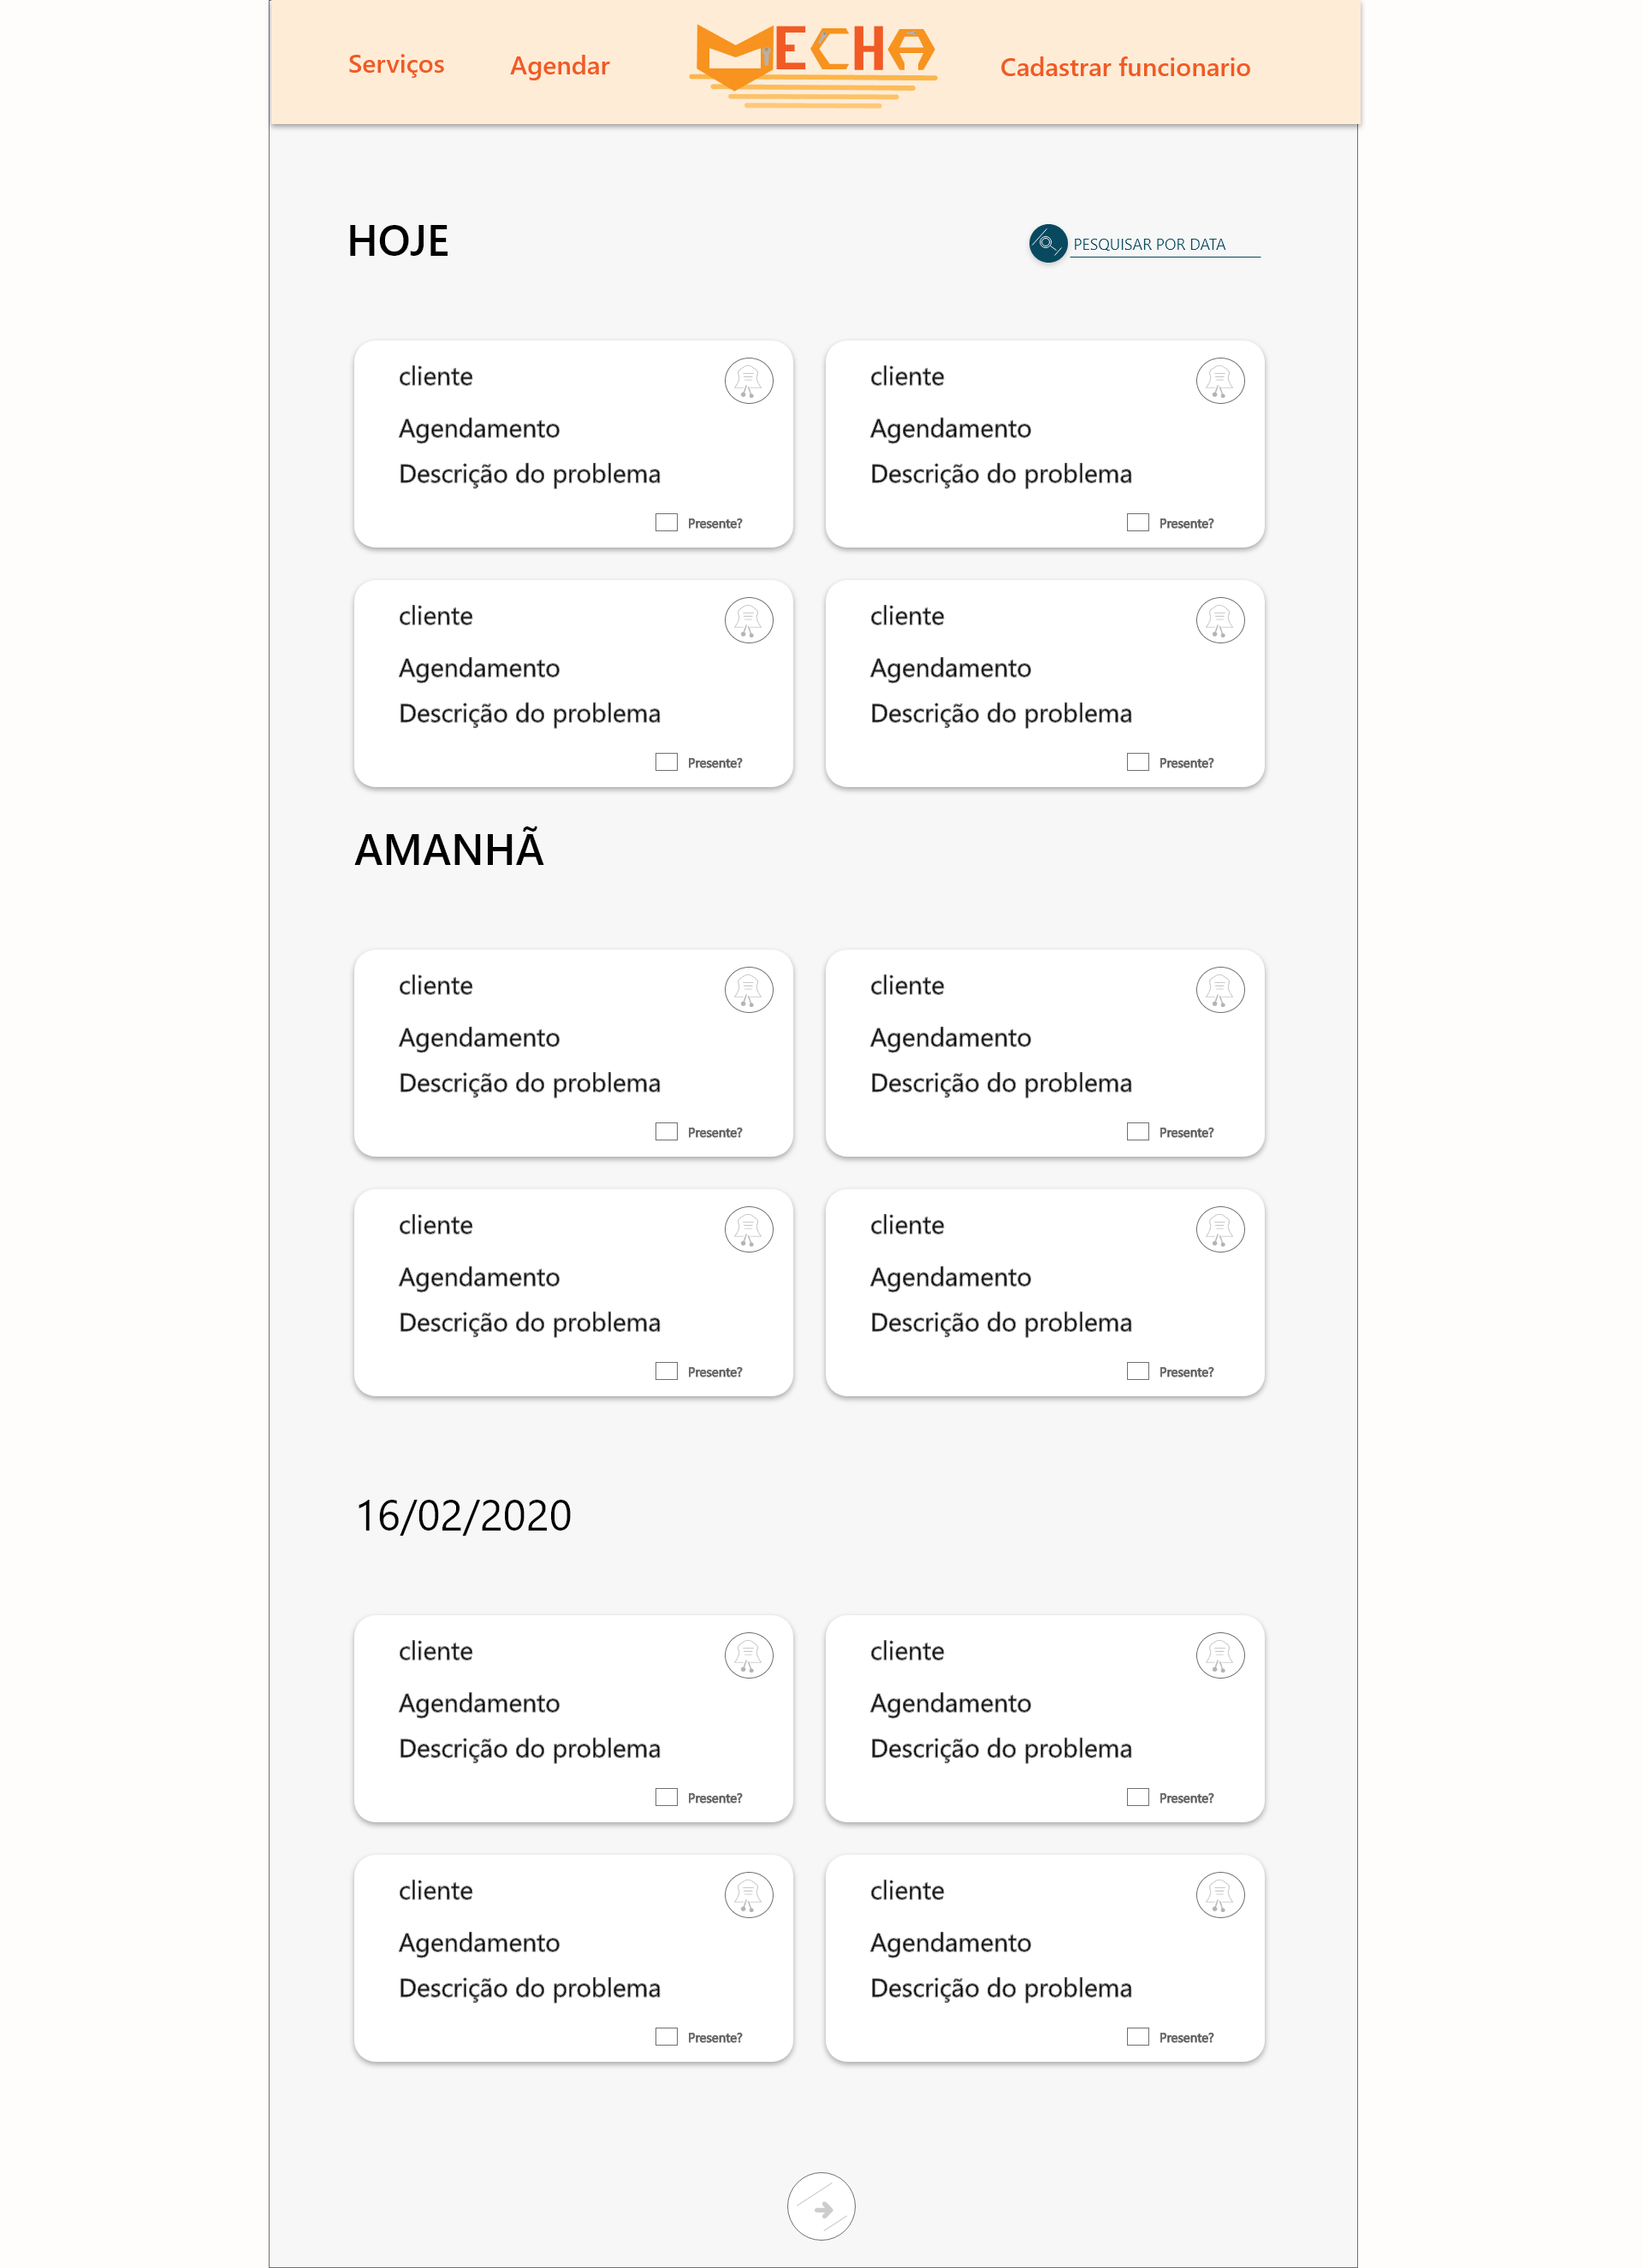 Serviços
Agendar
MECHA
Cadastrar funcionario
HOJE
PESQUISAR POR DATA
cliente
Agendamento
Descrição do problema
Presente?
cliente
Agendamento
Descrição do problema
Presente?
cliente
Agendamento
Descrição do problema
Presente?
cliente
Agendamento
Descrição do problema
Presente?
AMANHÃ
cliente
Agendamento
Descrição do problema
Presente?
cliente
Agendamento
Descrição do problema
Presente?
cliente
Agendamento
Descrição do problema
Presente?
cliente
Agendamento
Descrição do problema
Presente?
16/02/2020
cliente
Agendamento
Descrição do problema
Presente?
cliente
Agendamento
Descrição do problema
Presente?
cliente
Agendamento
Descrição do problema
Presente?
cliente
Agendamento
Descrição do problema
Presente?